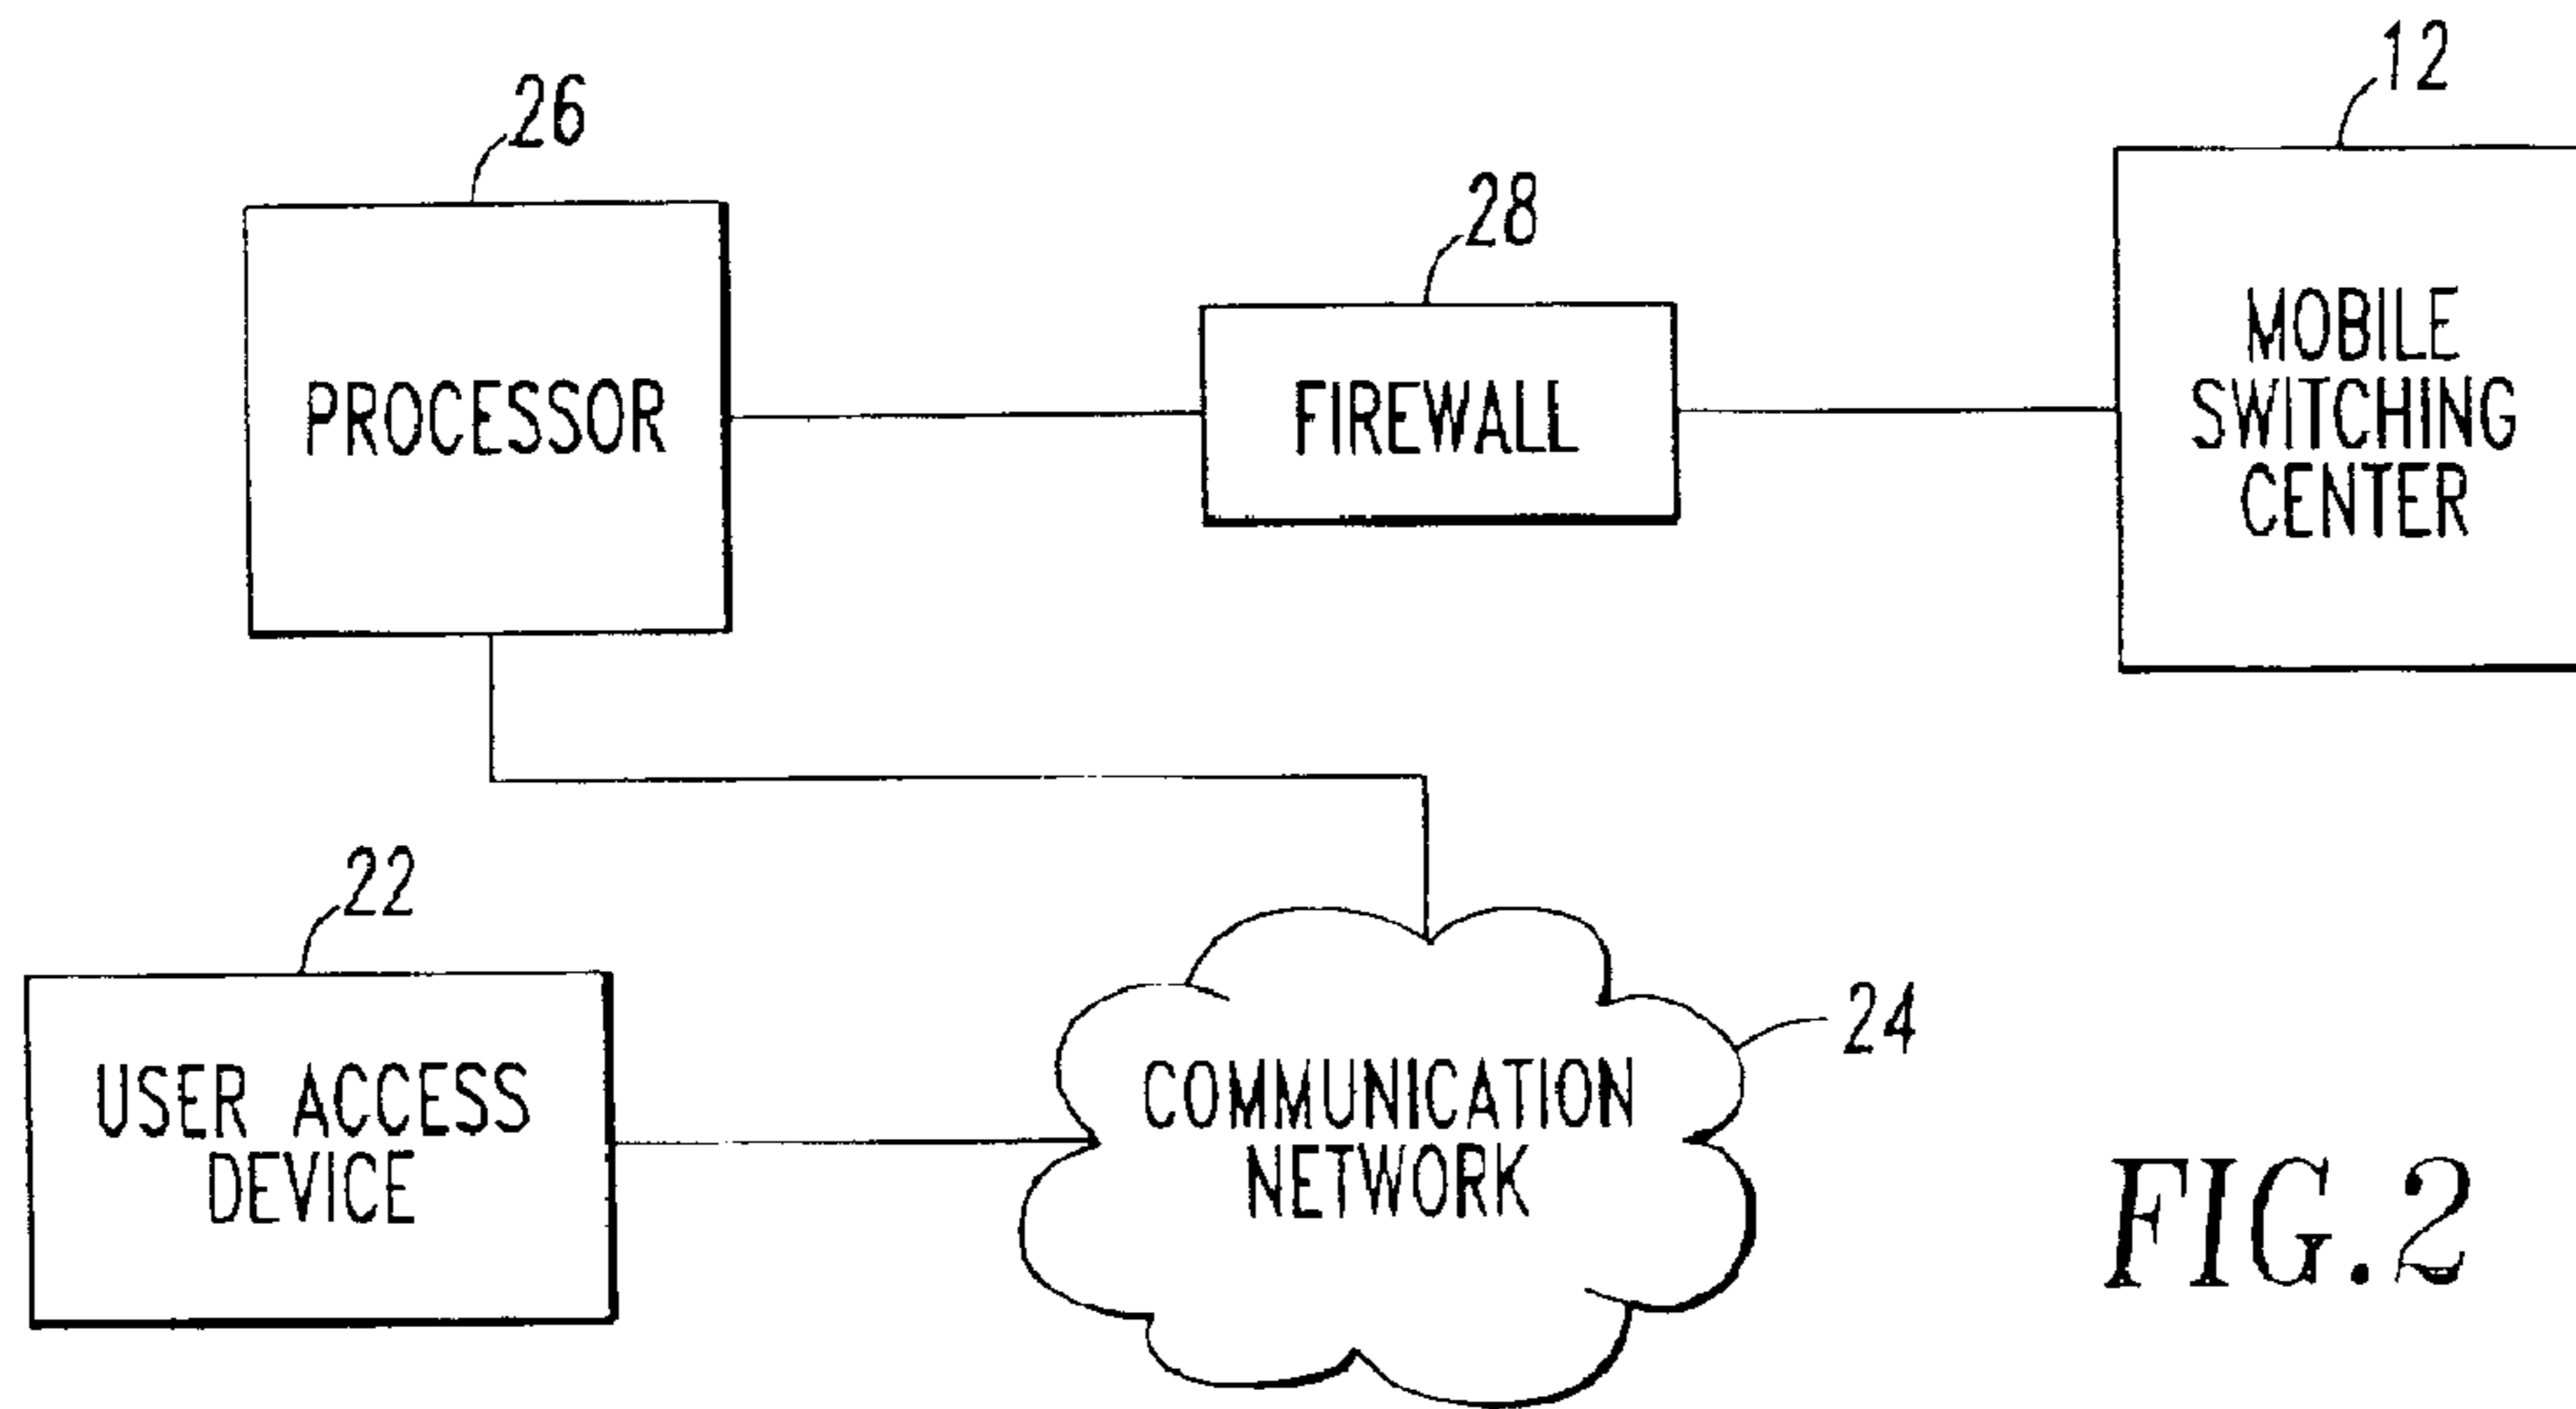 26
PROCESSOR
28
FIREWALL
12
MOBILE
SWITCHING
CENTER
22
USER ACCESS
DEVICE
24
COMMUNICATION
NETWORK
FIG.2